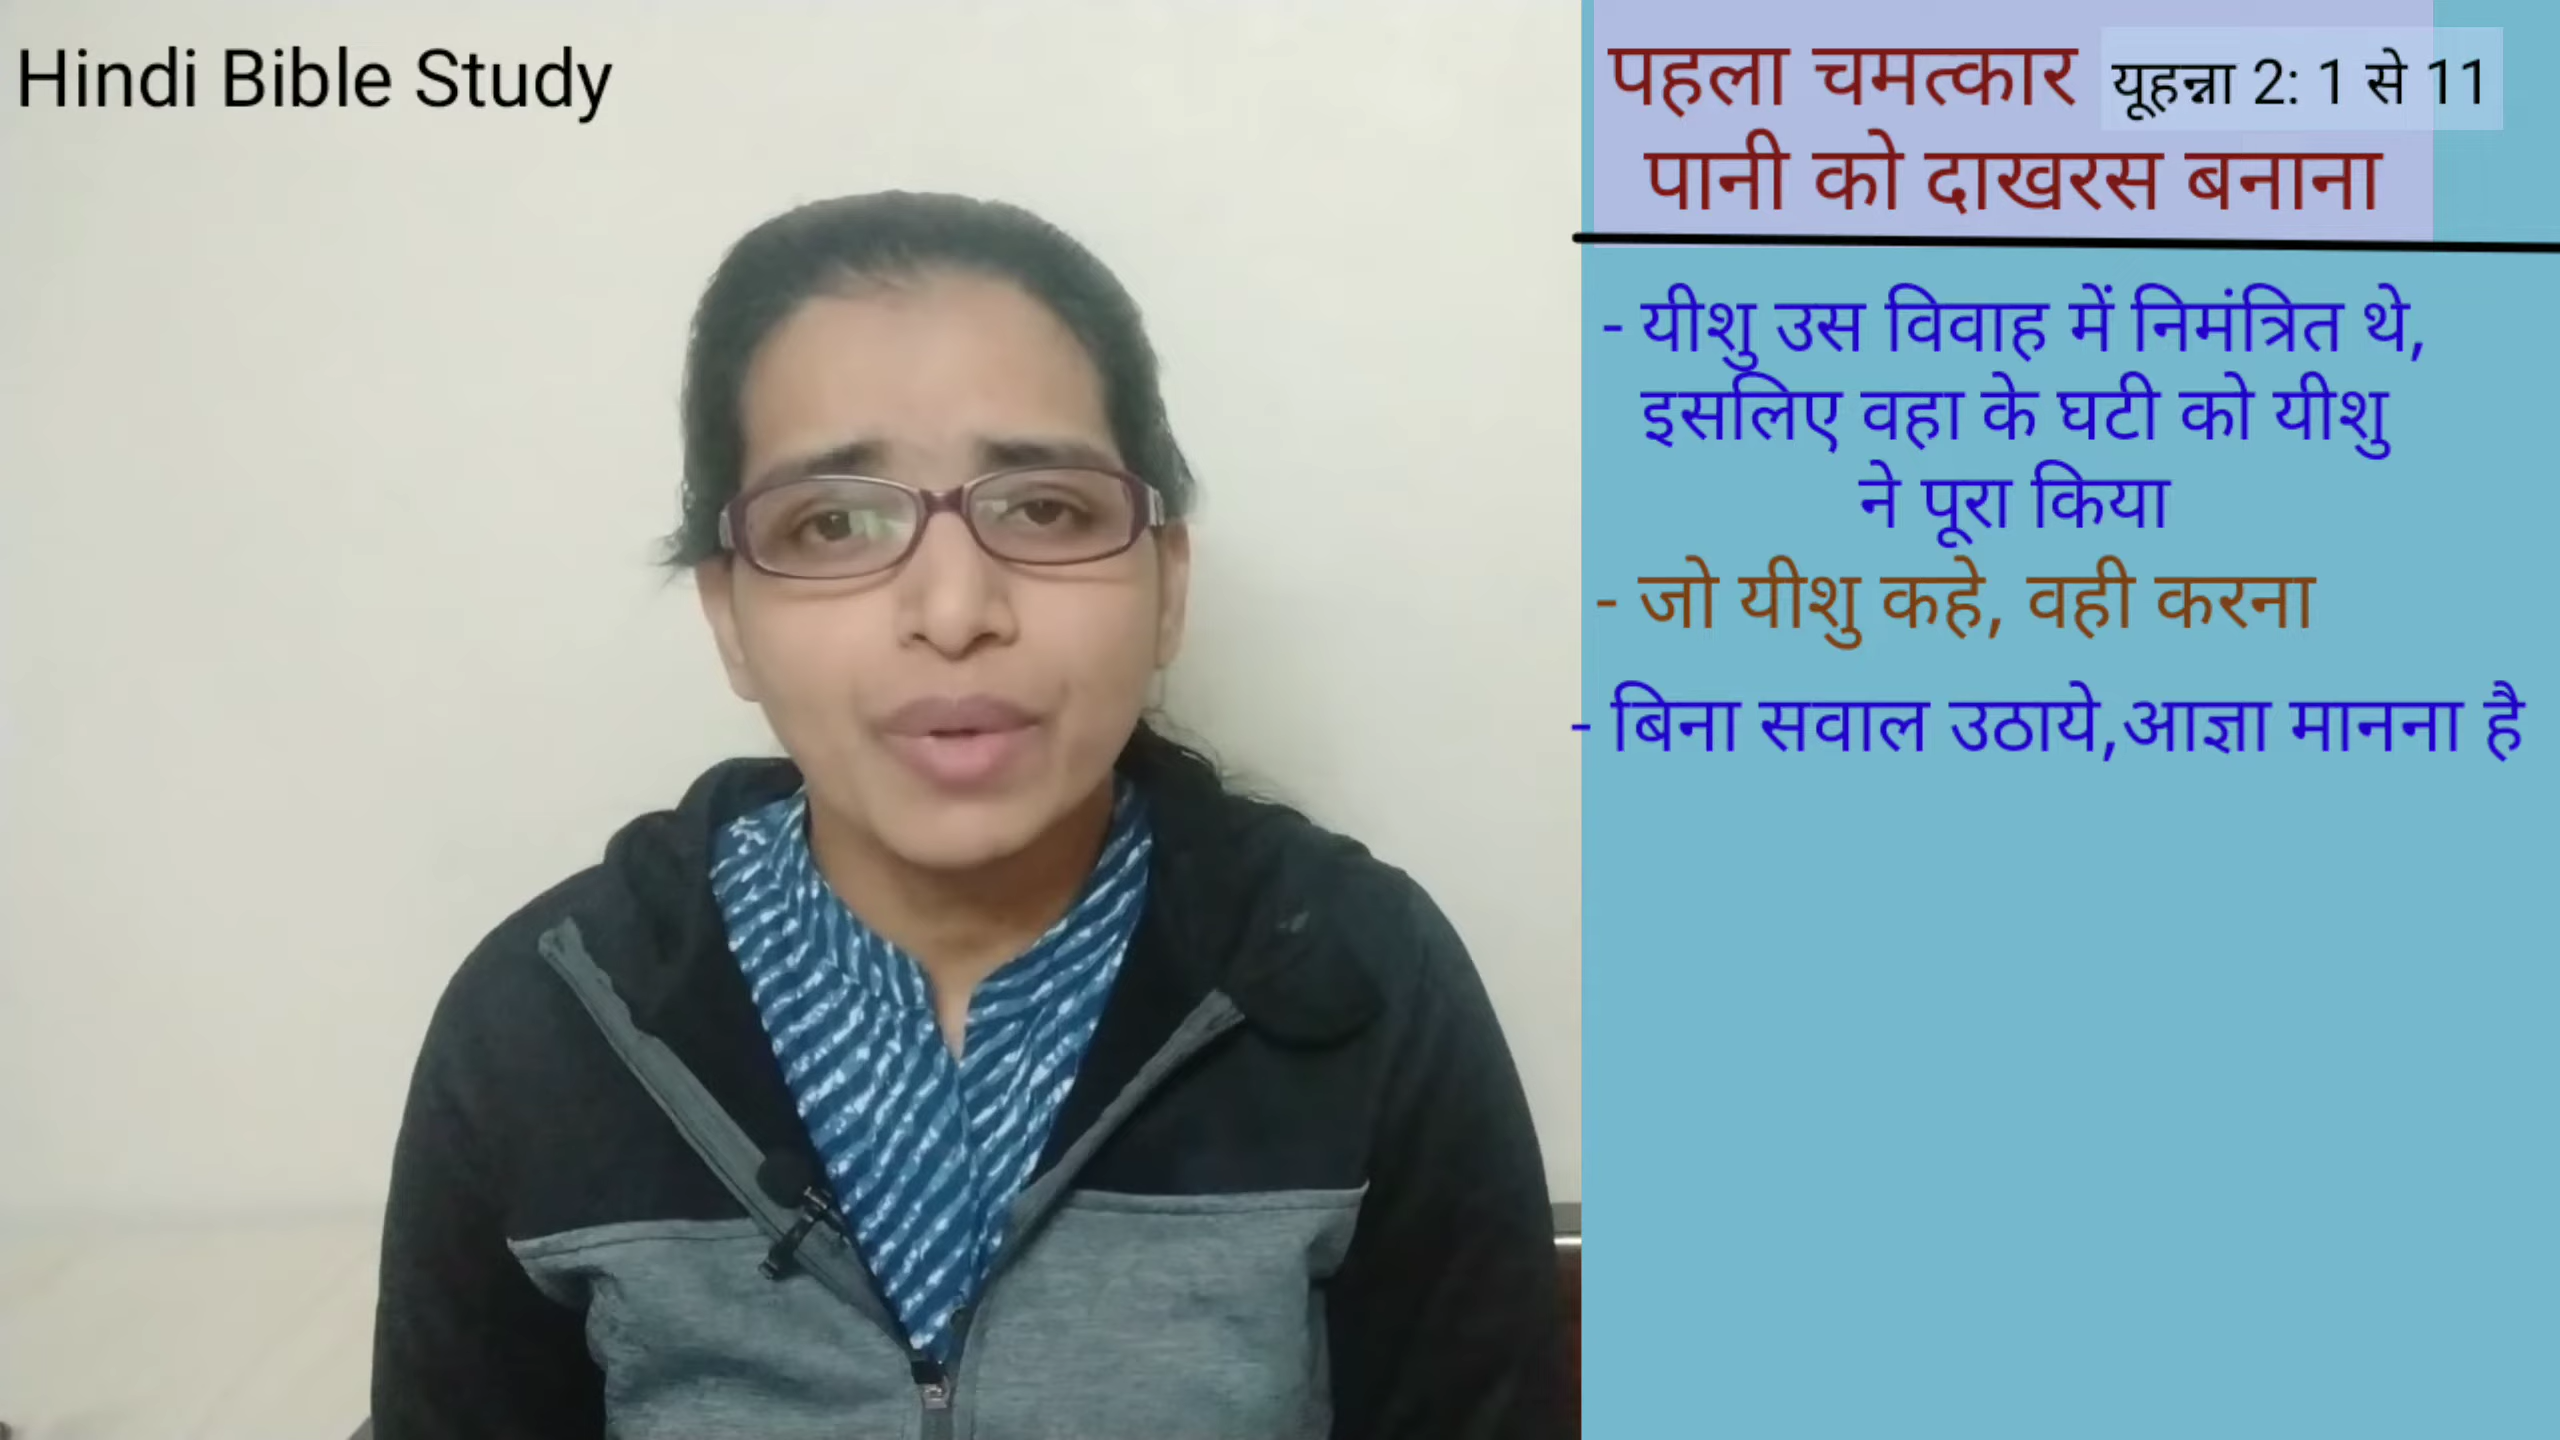 Hindi Bible Study
पहला चमत्कार यूहन्ना 2: 1 से 11
पानी को दाखरस बनाना
- यीशु उस विवाह में निमंत्रित थे,
इसलिए वहा के घटी को यीशु
ने पूरा किया
- जो यीशु कहे, वही करना
- बिना सवाल उठाये,आज्ञा मानना है